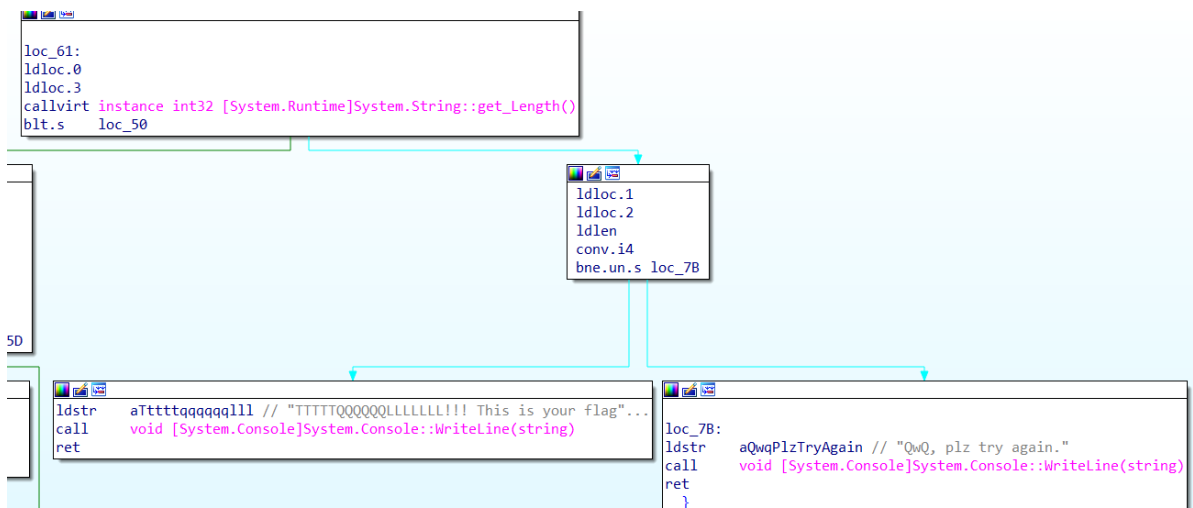 loc_61:
ldloc.0
ldloc.3
callvirt instance int32 [System.Runtime]System.String::get_Length()
blt.s loc_50
ldloc.1
ldloc.2
ldlen
conv.i4
bne.un.s loc_7B
5D
ldstr aTttttqqqqqqlll // "TTTTTQQQQQQLLLLLLL!!! This is your flag"...
call void [System.Console]System.Console::WriteLine(string)
ret
loc_7B:
ldstr aQwqPlzTryAgain // "QwQ, plz try again."
call void [System.Console]System.Console::WriteLine(string)
ret
}